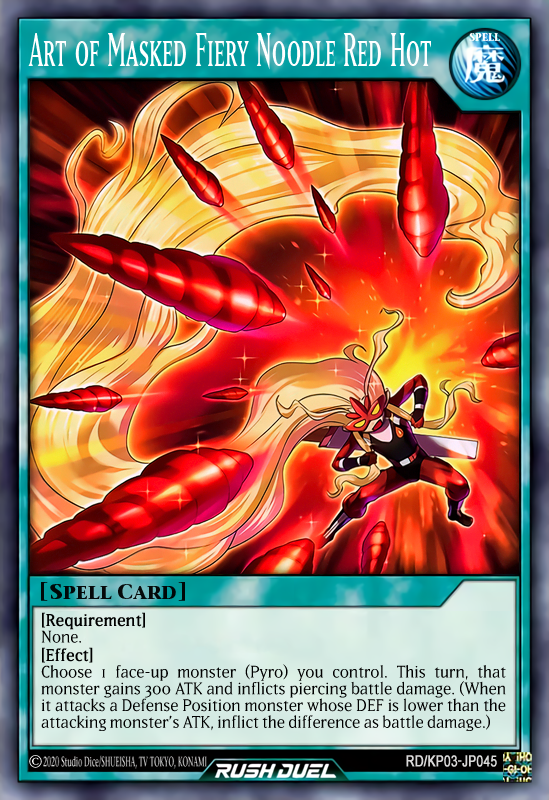 Art of Masked Fiery Noodle Red Hot
SPELL
魔
[Spell Card]
[Requirement]
None.
[Effect]
Choose 1 face-up monster (Pyro) you control. This turn, that
monster gains 300 ATK and inflicts piercing battle damage. (When
it attacks a Defense Position monster whose DEF is lower than the
attacking monster's ATK, inflict the difference as battle damage.)
©2020 Studio Dice/SHUEISHA, TV TOKYO, KONAMI
RUSH DUEL
RD/KP03-JP045